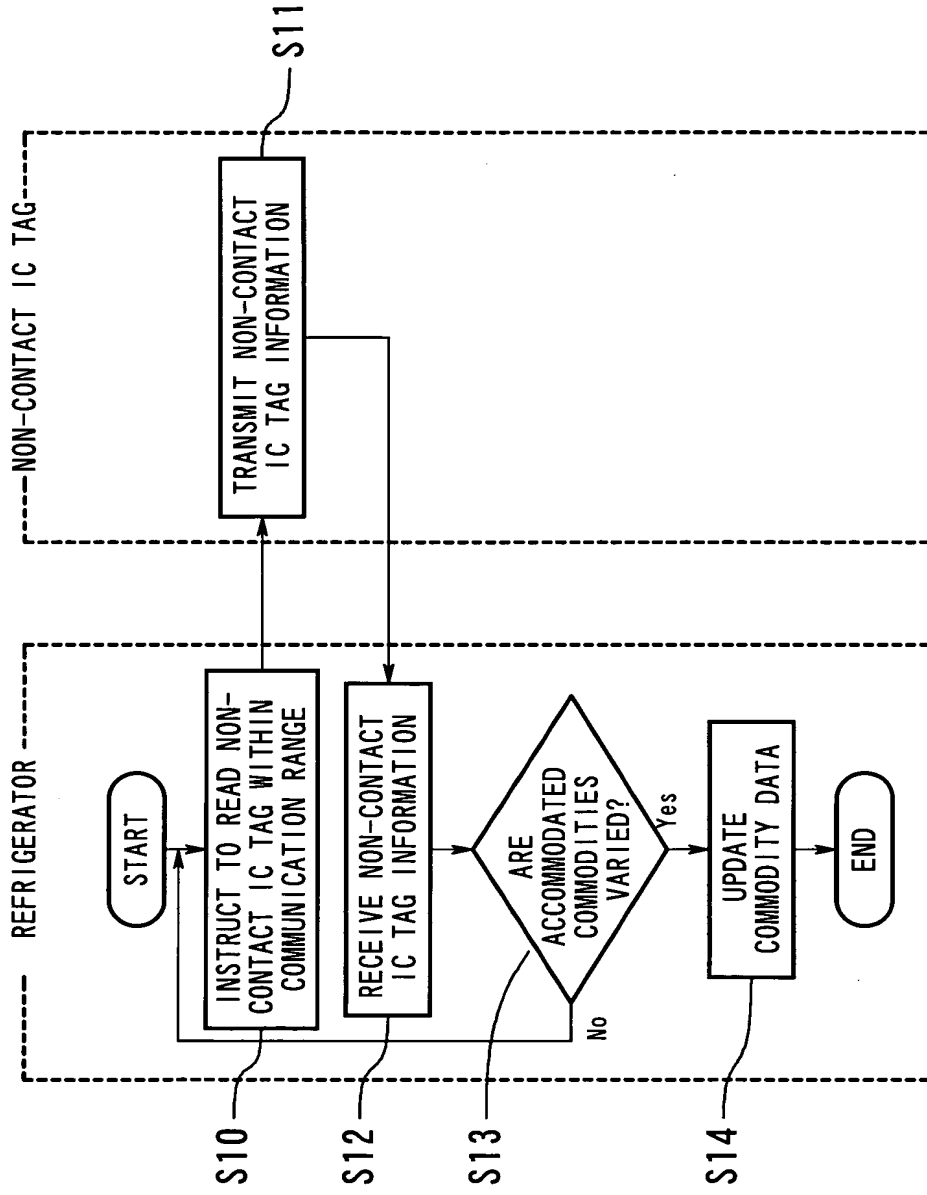 REFRIGERATOR
START
S10
INSTRUCT TO READ NON-
CONTACT IC TAG WITHIN
COMMUNICATION RANGE
S12
RECEIVE NON-CONTACT
IC TAG INFORMATION
S13
ARE
ACCOMMODATED
COMMODITIES
VARIED?
No
Yes
S14
UPDATE
COMMODITY DATA
END
NON-CONTACT IC TAG
TRANSMIT NON-CONTACT
IC TAG INFORMATION
S11